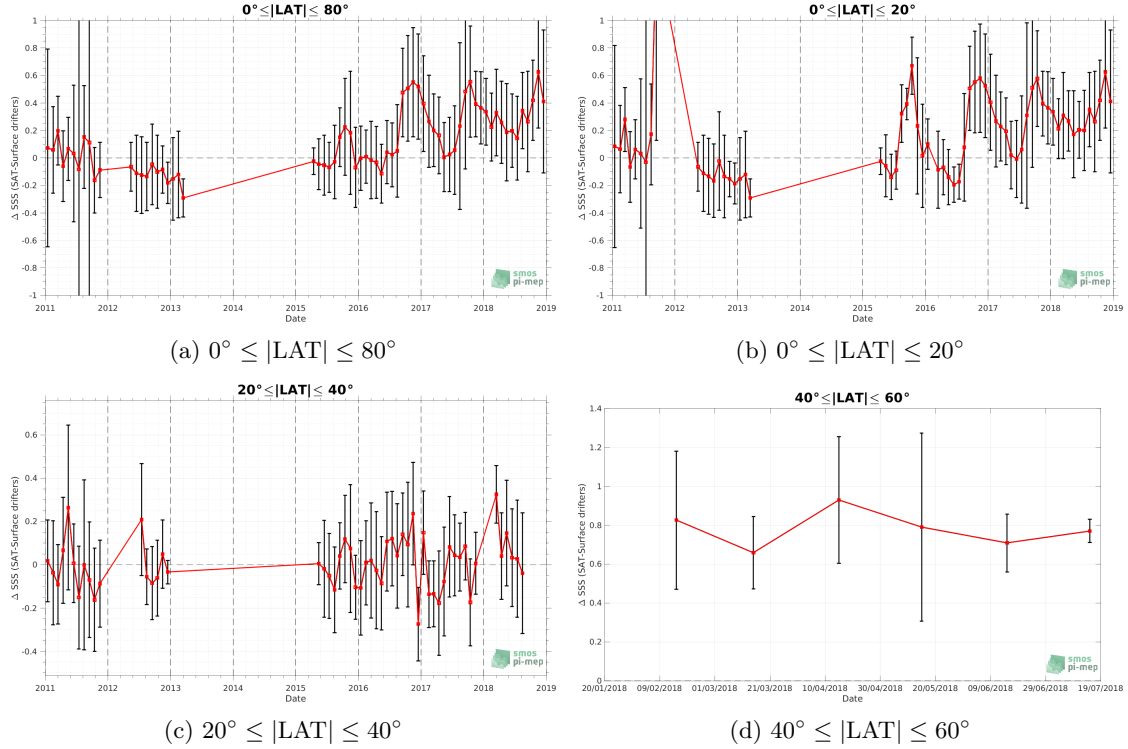 0°≤|LAT|≤ 80°
Δ SSS (SAT-Surface drifters)
1
0.8
0.6
0.4
0.2
0
-0.2
-0.4
-0.6
-0.8
-1
2011 2012 2013 2014 2015 2016 2017 2018 2019
Date
smos
pi-mep
(a) 0° ≤ |LAT| ≤ 80°
0°≤|LAT|≤ 20°
Δ SSS (SAT-Surface drifters)
1
0.8
0.6
0.4
0.2
0
-0.2
-0.4
-0.6
-0.8
-1
2011 2012 2013 2014 2015 2016 2017 2018 2019
Date
smos
pi-mep
(b) 0° ≤ |LAT| ≤ 20°
20°≤|LAT|≤ 40°
Δ SSS (SAT-Surface drifters)
0.6
0.4
0.2
0
-0.2
-0.4
2011 2012 2013 2014 2015 2016 2017 2018 2019
Date
smos
pi-mep
(c) 20° ≤ |LAT| ≤ 40°
40°≤|LAT|≤ 60°
Δ SSS (SAT-Surface drifters)
1.4
1.2
1
0.8
0.6
0.4
0.2
0
20/01/2018 09/02/2018 01/03/2018 21/03/2018 10/04/2018 30/04/2018 20/05/2018 09/06/2018 29/06/2018 19/07/2018
Date
smos
pi-mep
(d) 40° ≤ |LAT| ≤ 60°